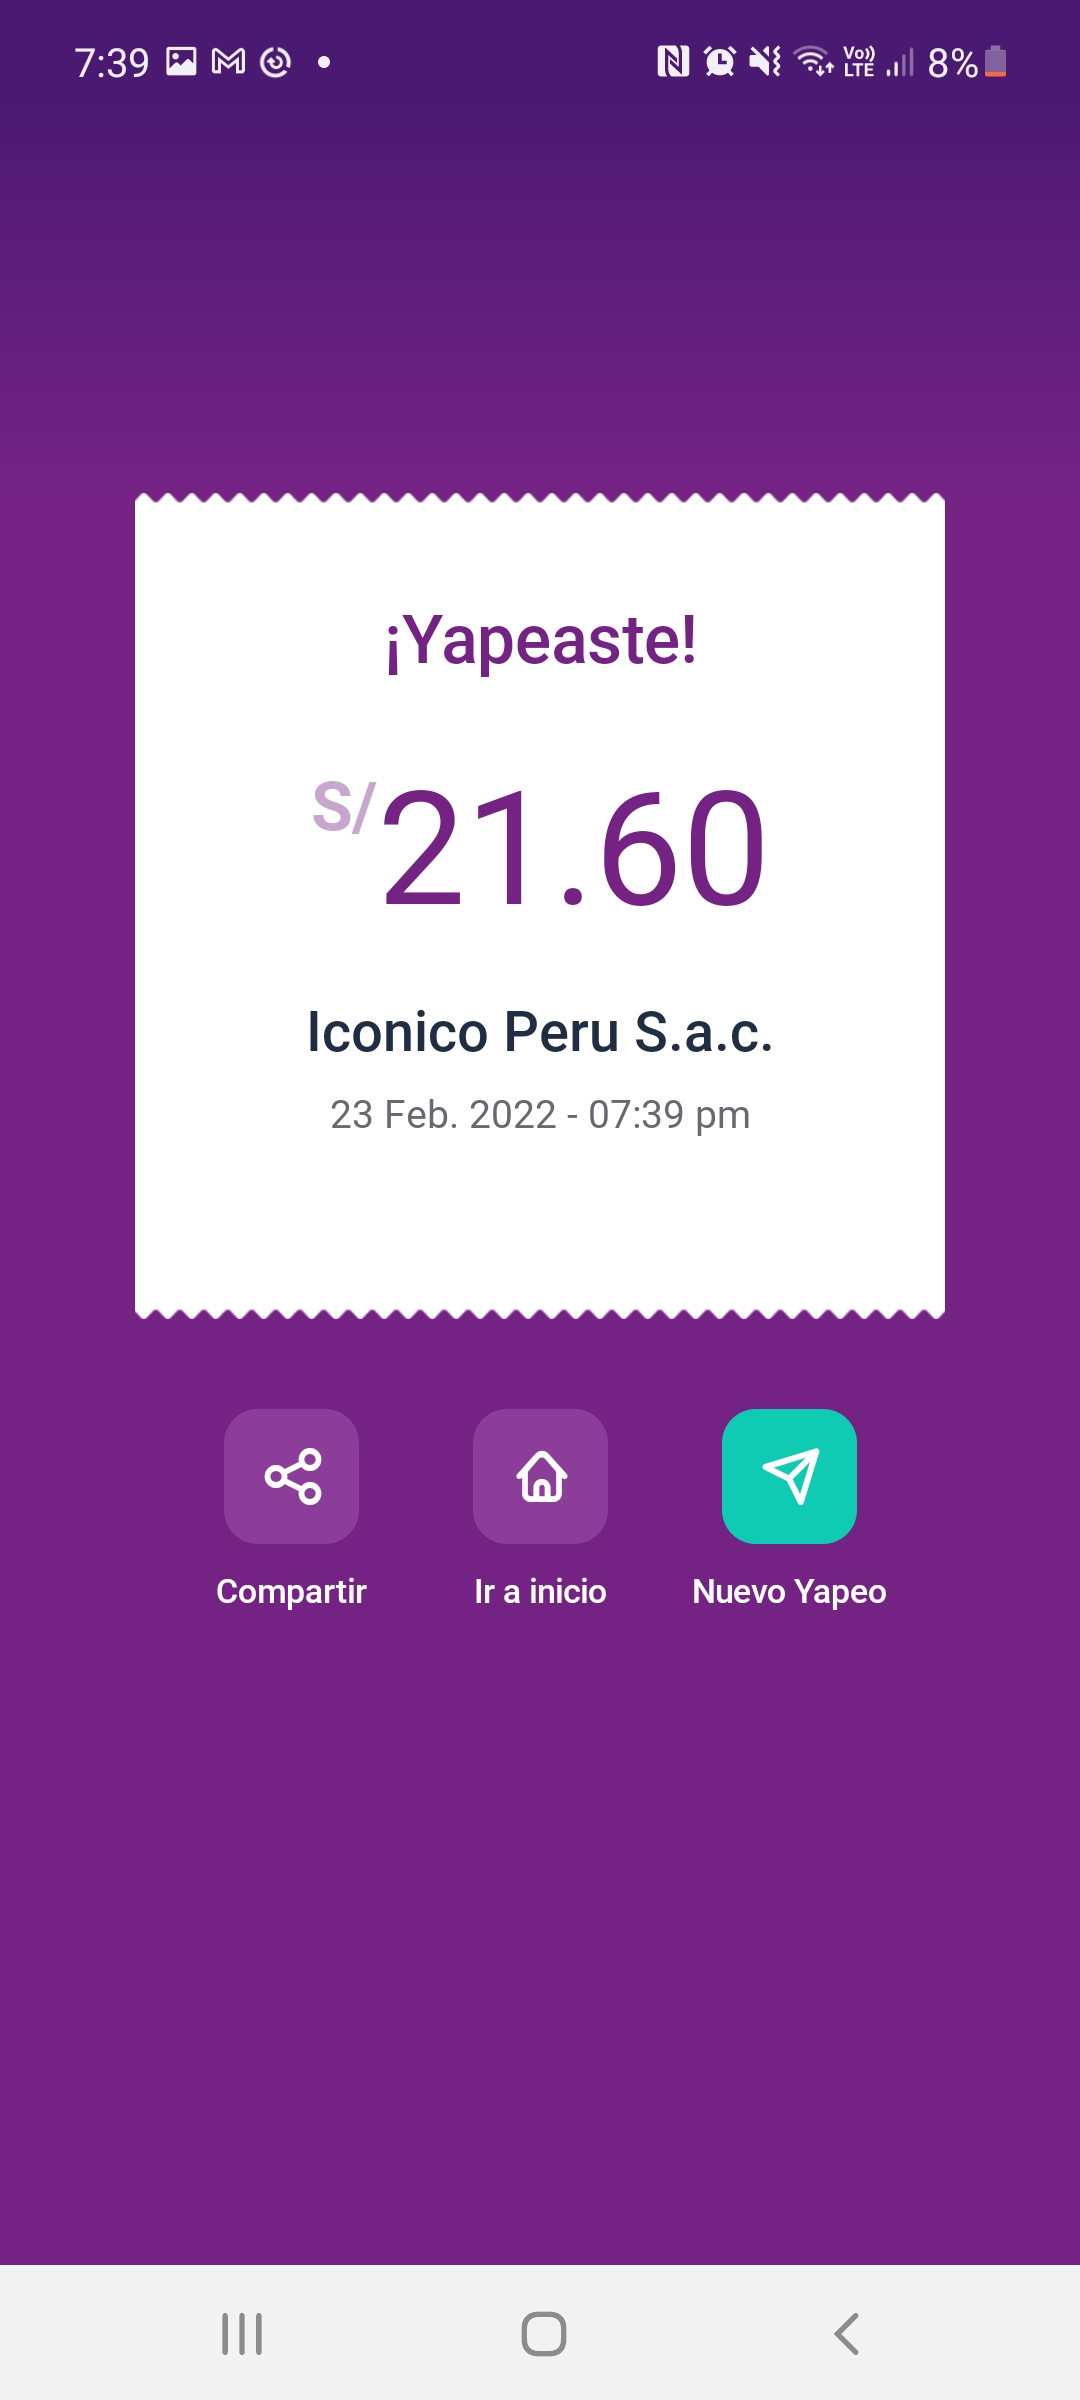 7:39
Vo)) LTE 8%
¡Yapeaste!
S/21.60
Iconico Peru S.a.c.
23 Feb. 2022 - 07:39 pm
Compartir Ir a inicio Nuevo Yapeo